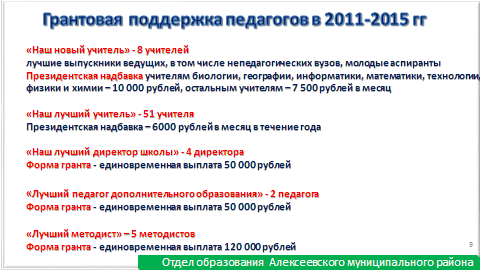 Грантовая поддержка педагогов в 2011-2015 гг
«Наш новый учитель» - 8 учителей
лучшие выпускники ведущих, в том числе непедагогических вузов, молодые аспиранты
Президентская надбавка учителям биологии, географии, информатики, математики, технологии,
физики и химии – 10 000 рублей, остальным учителям – 7 500 рублей в месяц
«Наш лучший учитель» - 51 учителя
Президентская надбавка – 6000 рублей в месяц в течение года
«Наш лучший директор школы» - 4 директора
Форма гранта - единовременная выплата 50 000 рублей
«Лучший педагог дополнительного образования» - 2 педагога
Форма гранта - единовременная выплата 50 000 рублей
«Лучший методист» – 5 методистов
Форма гранта - единовременная выплата 120 000 рублей
9
Отдел образования Алексеевского муниципального района